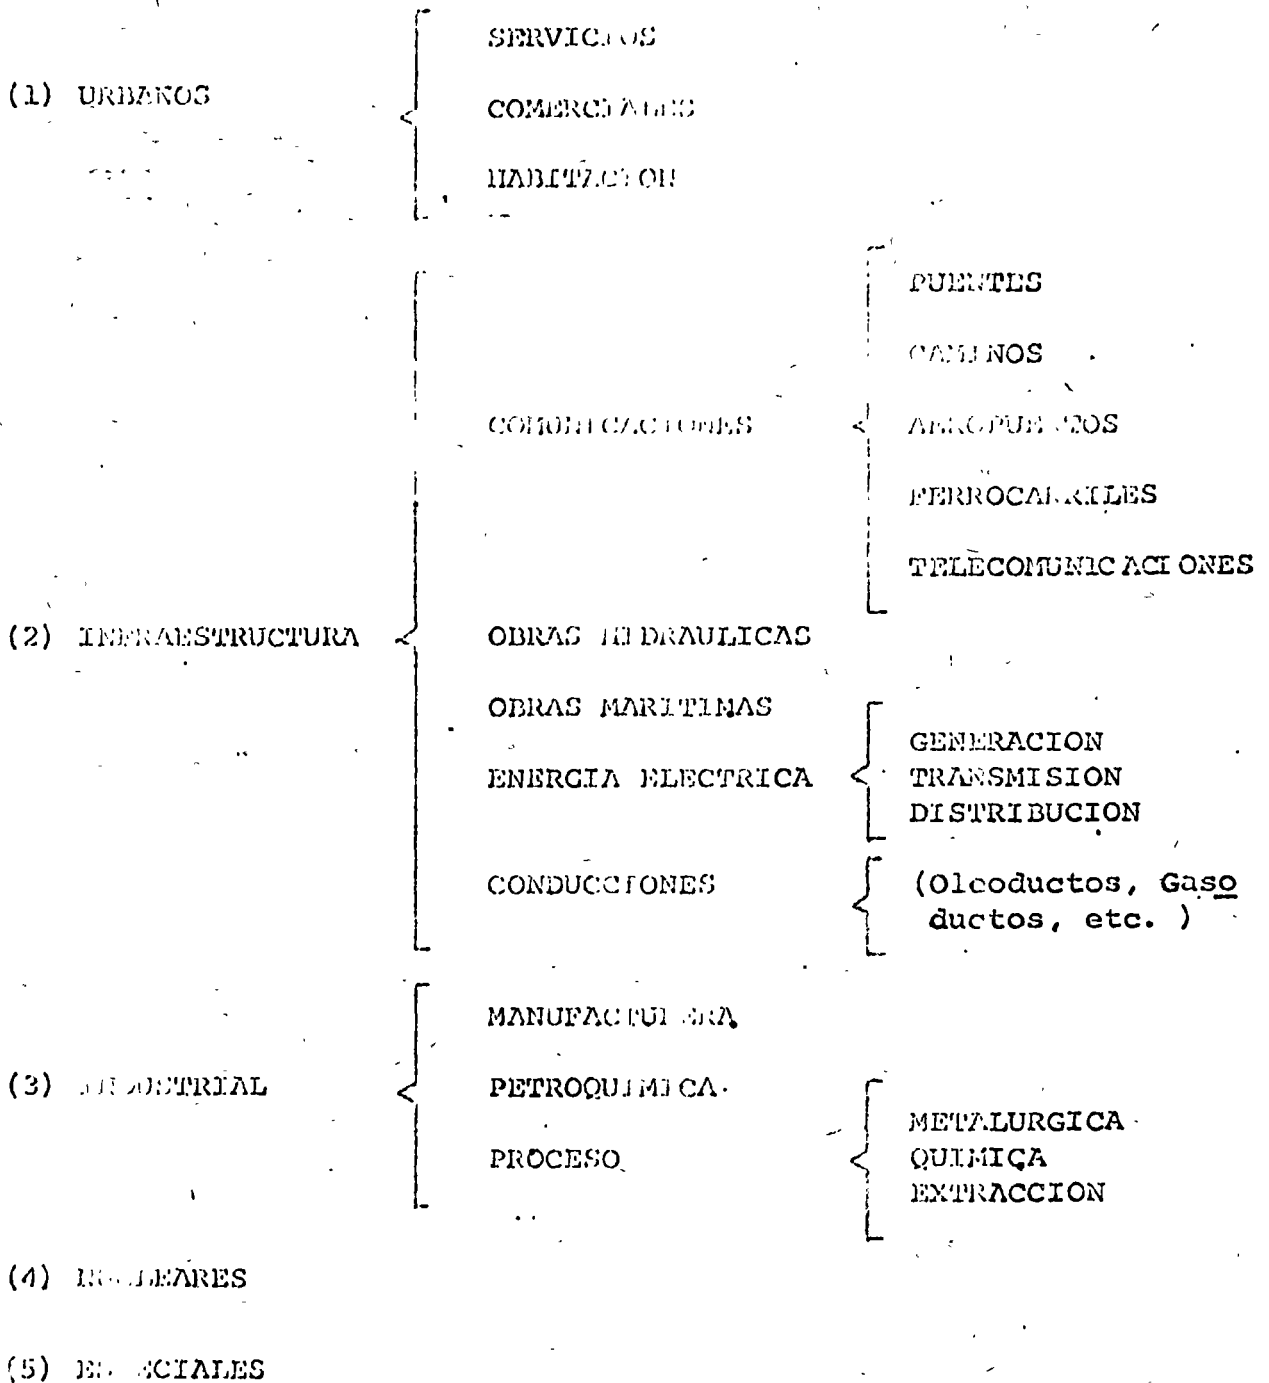 (1) URBANOS
SERVICIOS
COMERCIALES
HABITACION
(2) INFRAESTRUCTURA
COMUNICACIONES
PUENTES
CAMINOS
AEROPUERTOS
FERROCARRILES
TELECOMUNICACIONES
OBRAS HIDRAULICAS
OBRAS MARITIMAS
ENERGIA ELECTRICA
GENERACION
TRANSMISION
DISTRIBUCION
CONDUCCIONES
(Oleoductos, Gaso
ductos, etc. )
(3) INDUSTRIAL
MANUFACTURERA
PETROQUIMICA
PROCESO
METALURGICA
QUIMICA
EXTRACCION
(4) NUCLEARES
(5) ESPECIALES